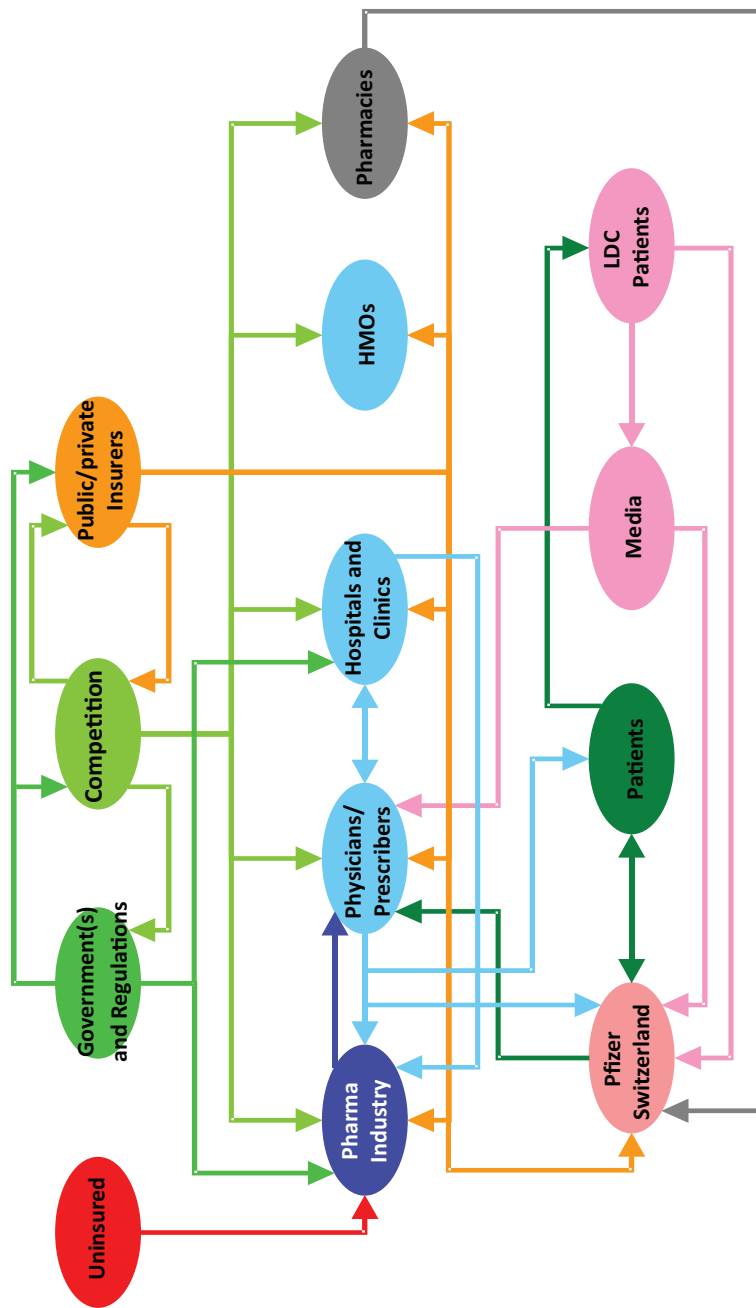 Uninsured
Government(s)
and Regulations
Competition
Public/private
Insurers
Pharma
Industry
Physicians/
Prescribers
Hospitals and
Clinics
HMOs
Pharmacies
Pfizer
Switzerland
Patients
Media
LDC
Patients